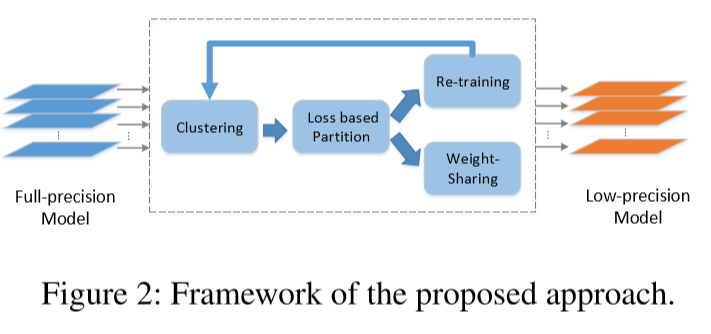 Full-precision
Model
Clustering
Loss based
Partition
Re-training
Weight-
Sharing
Low-precision
Model
Figure 2: Framework of the proposed approach.